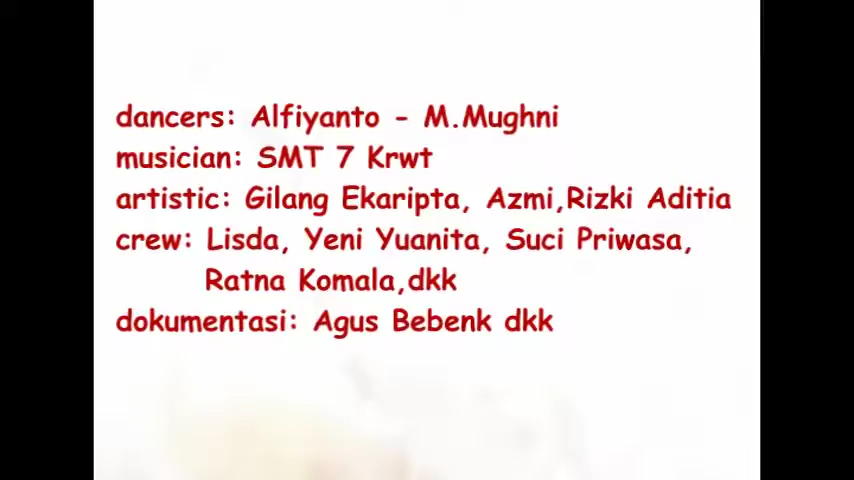 dancers: Alfiyanto - M.Mughni
musician: SMT 7 Krwt
artistic: Gilang Ekaripta, Azmi,Rizki Aditia
crew: Lisda, Yeni Yuanita, Suci Priwasa,
Ratna Komala,dkk
dokumentasi: Agus Bebenk dkk